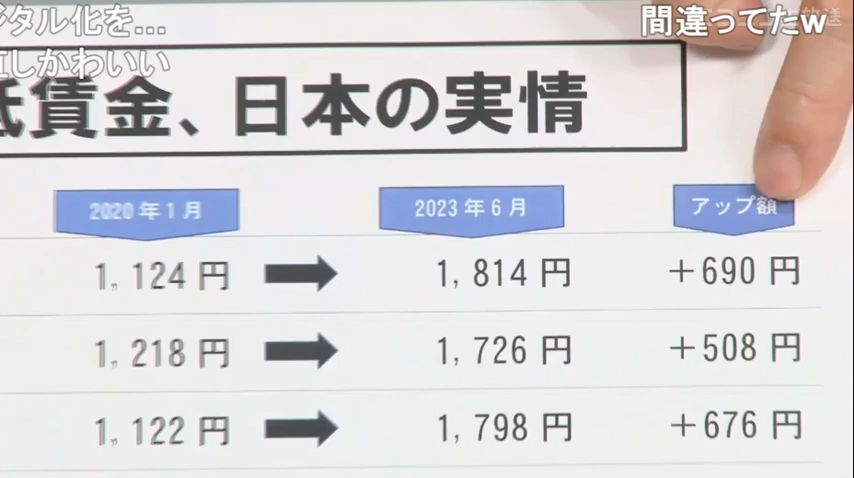 ジタル化を... 間違ってたw
しかわいい
低賃金、日本の実情
2020年1月 2023年6月 アップ額
1,124円 1,814円 +690円
1,218円 1,726円 +508円
1,122円 1,798円 +676円